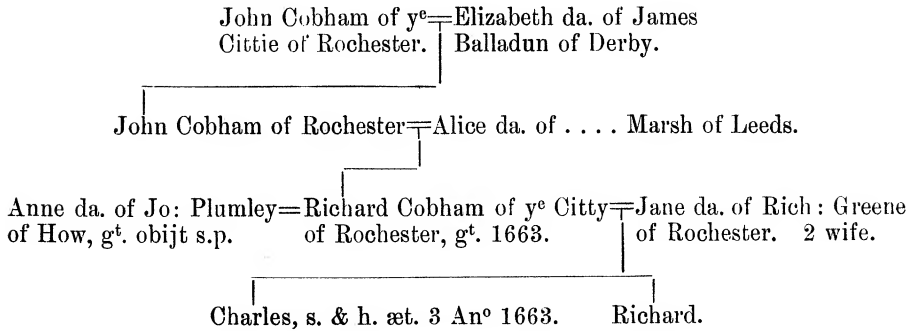 John Cobham of yᵉ=Elizabeth da. of James
Cittie of Rochester. Balladun of Derby.
John Cobham of Rochester=Alice da. of . . . . Marsh of Leeds.
Anne da. of Jo: Plumley=Richard Cobham of yᵉ Citty=Jane da. of Rich: Greene
of How, gᵗ. obijt s.p. of Rochester, gᵗ. 1663. of Rochester. 2 wife.
Charles, s. & h. æt. 3 Anº 1663. Richard.